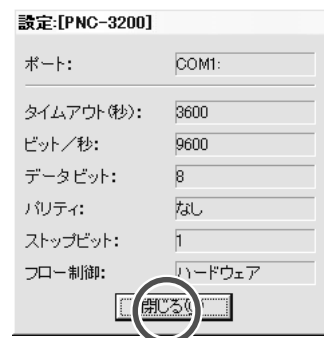 設定:[PNC-3200]
ポート: COM1:
タイムアウト(秒): 3600
ビット／秒: 9600
データビット: 8
パリティ: なし
ストップビット: 1
フロー制御: ハードウェア
閉じる